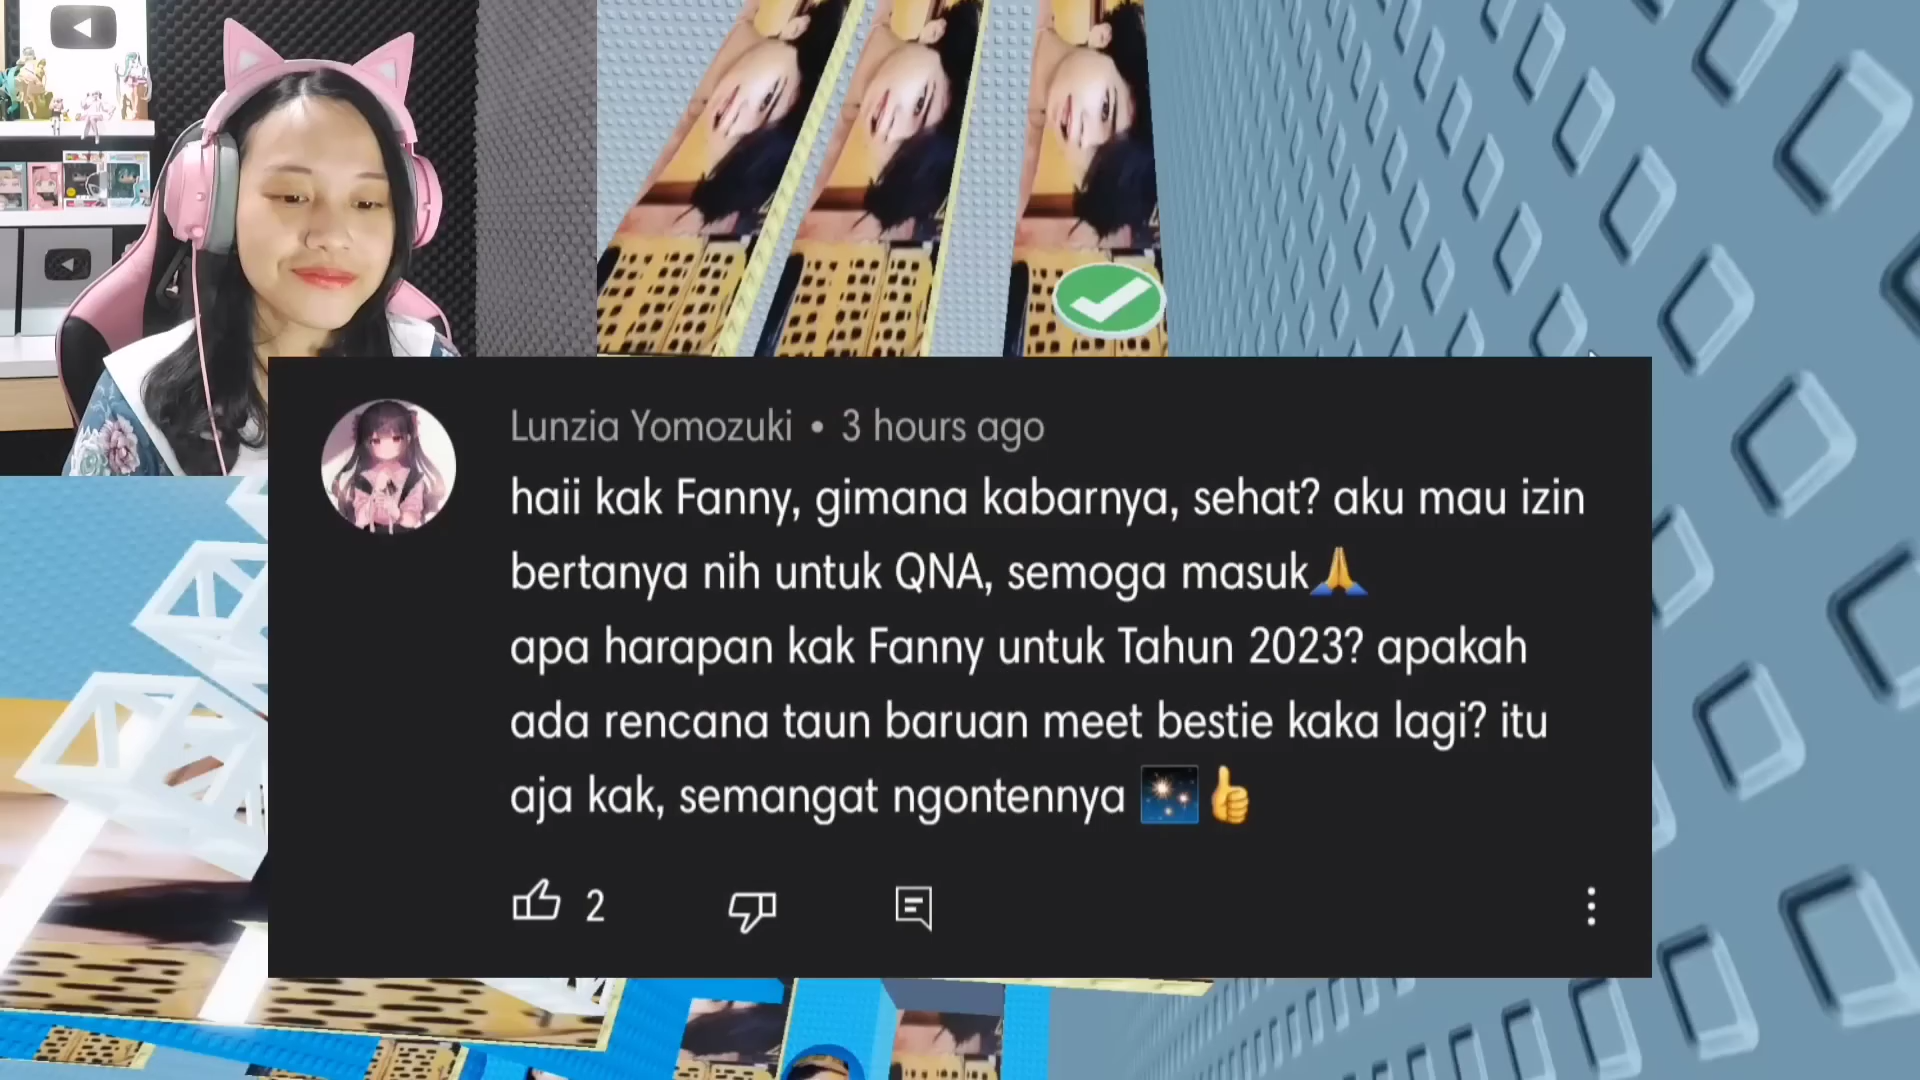 Lunzia Yomozuki • 3 hours ago
haii kak Fanny, gimana kabarnya, sehat? aku mau izin
bertanya nih untuk QNA, semoga masuk🙏
apa harapan kak Fanny untuk Tahun 2023? apakah
ada rencana taun baruan meet bestie kaka lagi? itu
aja kak, semangat ngontennya 🎇👍
2